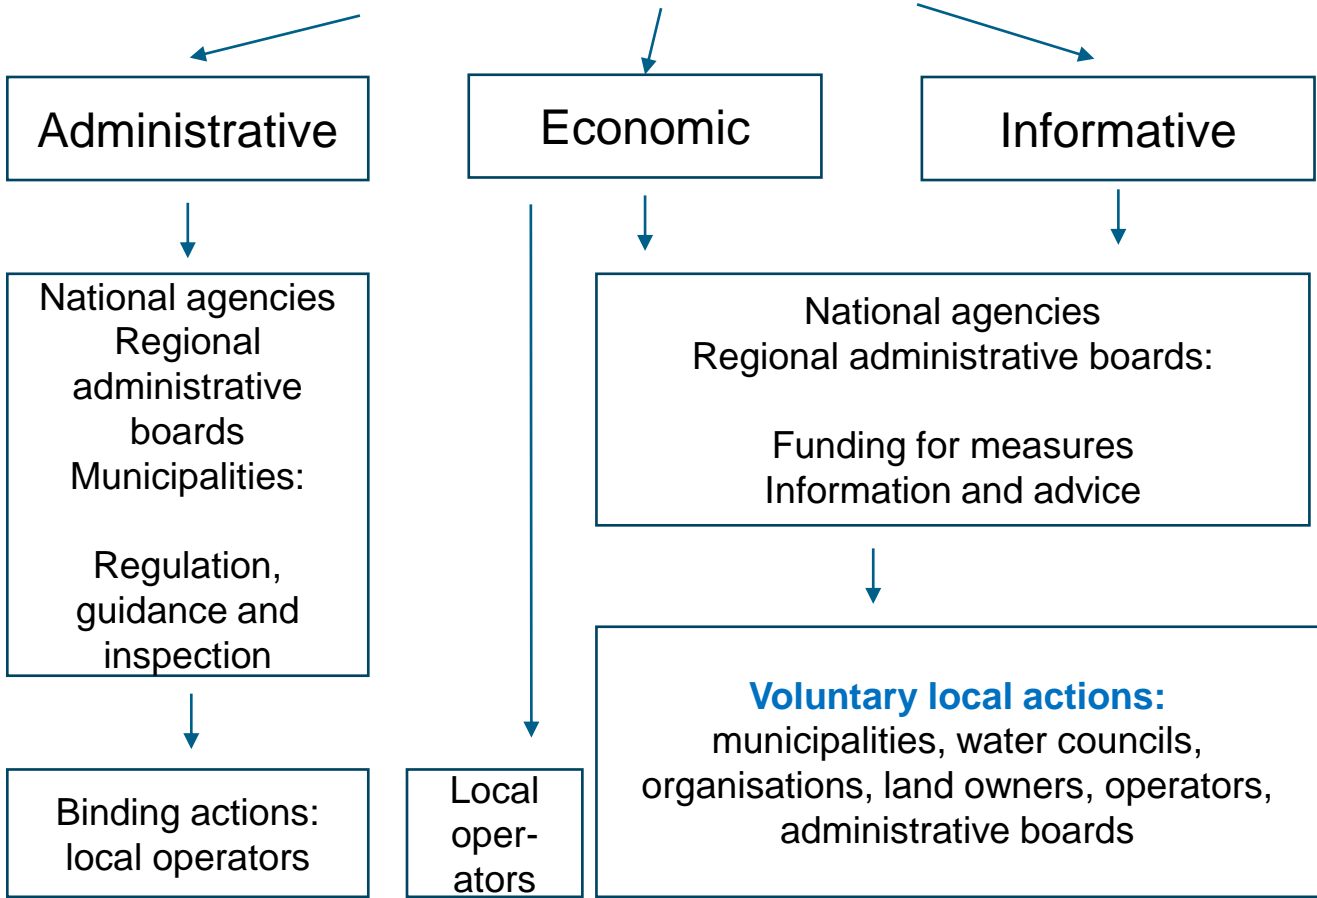 Administrative
Economic
Informative
National agencies
Regional
administrative
boards
Municipalities:
Regulation,
guidance and
inspection
National agencies
Regional administrative boards:
Funding for measures
Information and advice
Binding actions:
local operators
Local
oper-
ators
Voluntary local actions:
municipalities, water councils,
organisations, land owners, operators,
administrative boards